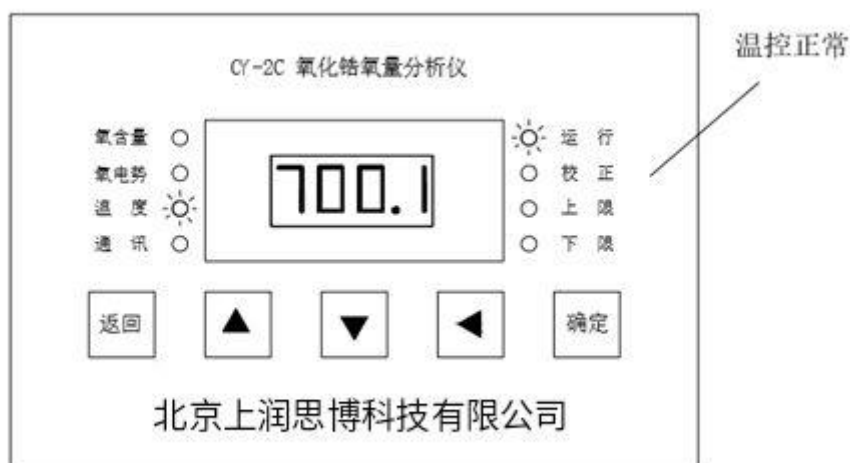 温控正常
CY-2C 氧化锆氧量分析仪
氧含量
氧电势
温 度
通 讯
700.1
运 行
校 正
上 限
下 限
返回
确定
北京上润思博科技有限公司